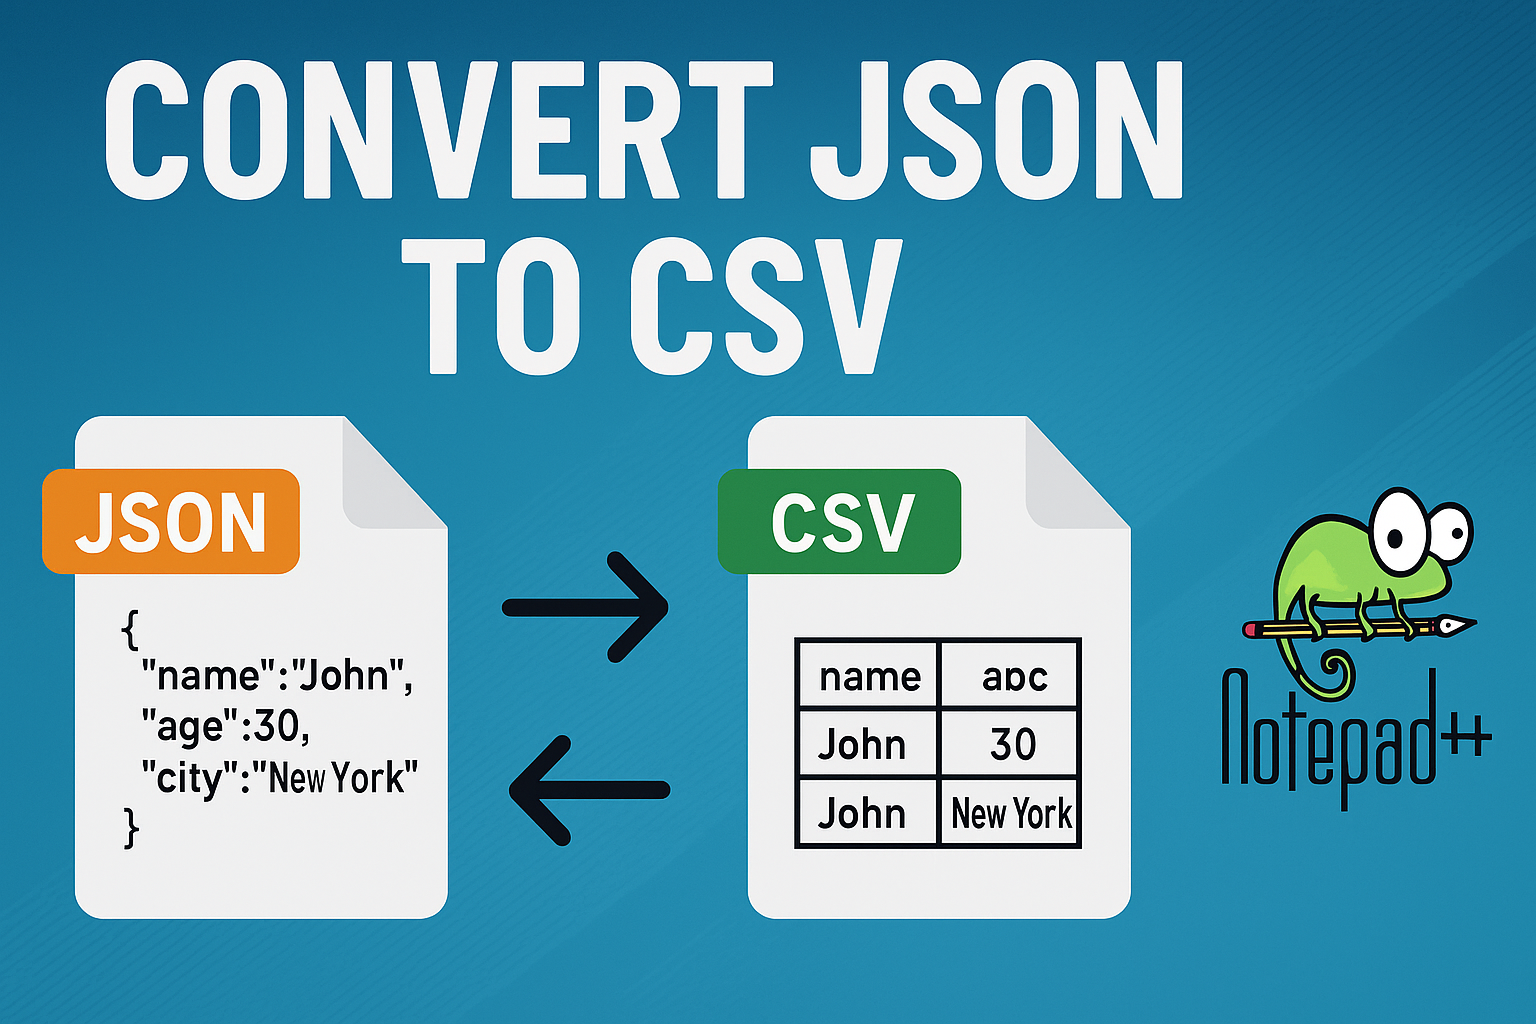 CONVERT JSON
TO CSV
JSON
{
"name":"John",
"age":30,
"city":"New York"
}
CSV
name apc
John 30
John New York
Notepad++